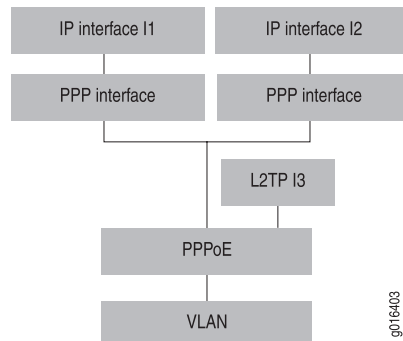 IP interface I1
IP interface I2
PPP interface
PPP interface
L2TP I3
PPPoE
VLAN
g016403